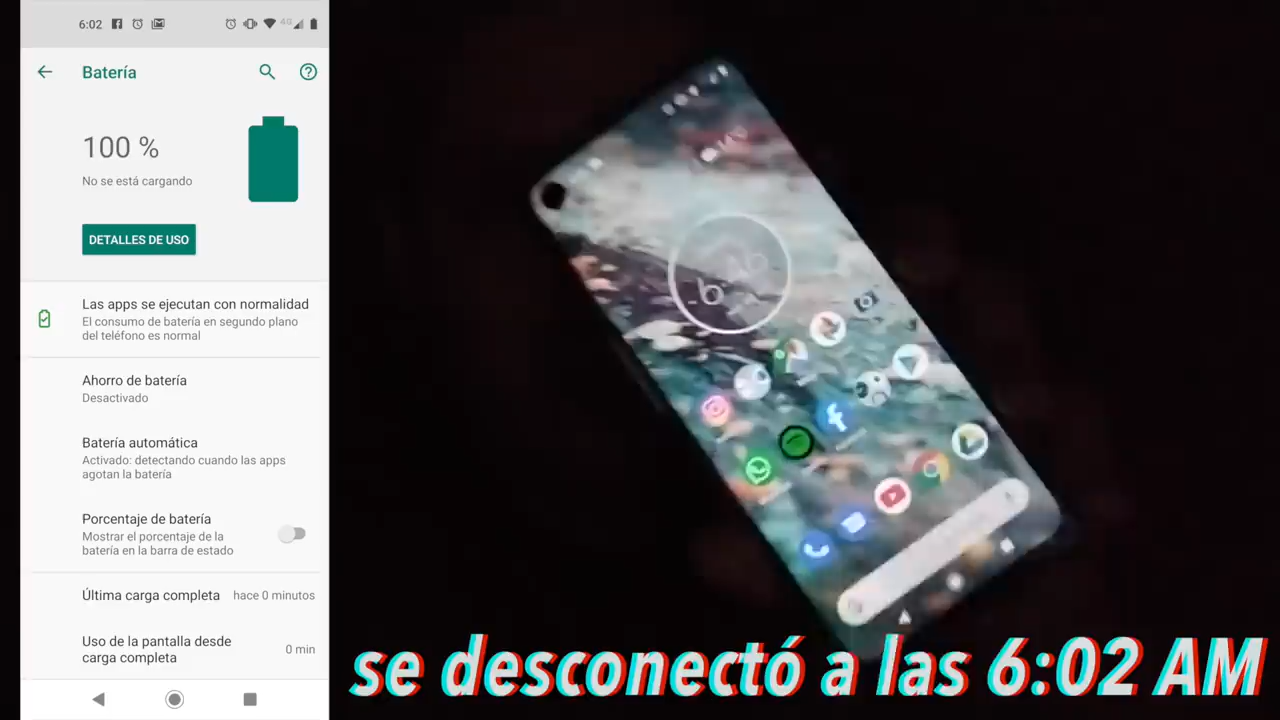 6:02
4G
Batería
100 %
No se está cargando
DETALLES DE USO
Las apps se ejecutan con normalidad
El consumo de batería en segundo plano
del teléfono es normal
Ahorro de batería
Desactivado
Batería automática
Activado: detectando cuando las apps
agotan la batería
Porcentaje de batería
Mostrar el porcentaje de la
batería en la barra de estado
Última carga completa hace 0 minutos
Uso de la pantalla desde
carga completa
0 min
se desconectó a las 6:02 AM